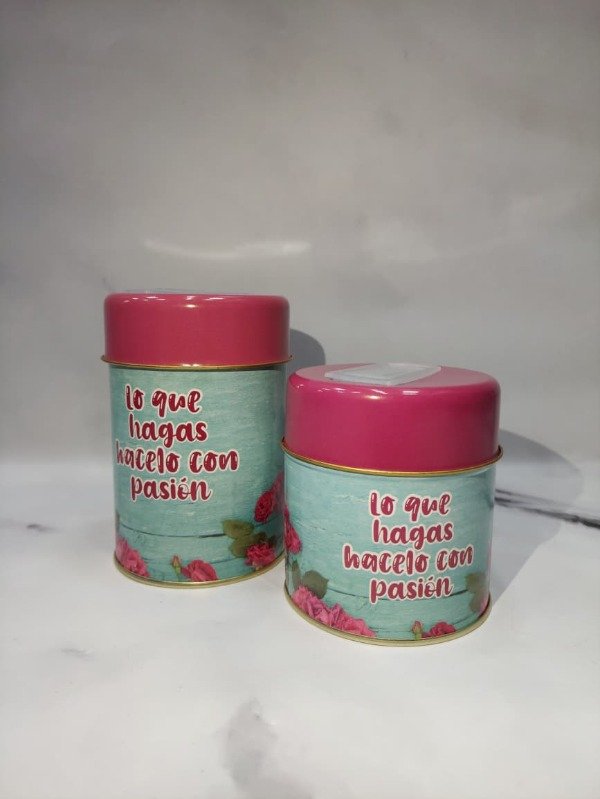 Lo que
hagas
hacelo con
pasión
Lo que
hagas
hacelo con
pasión